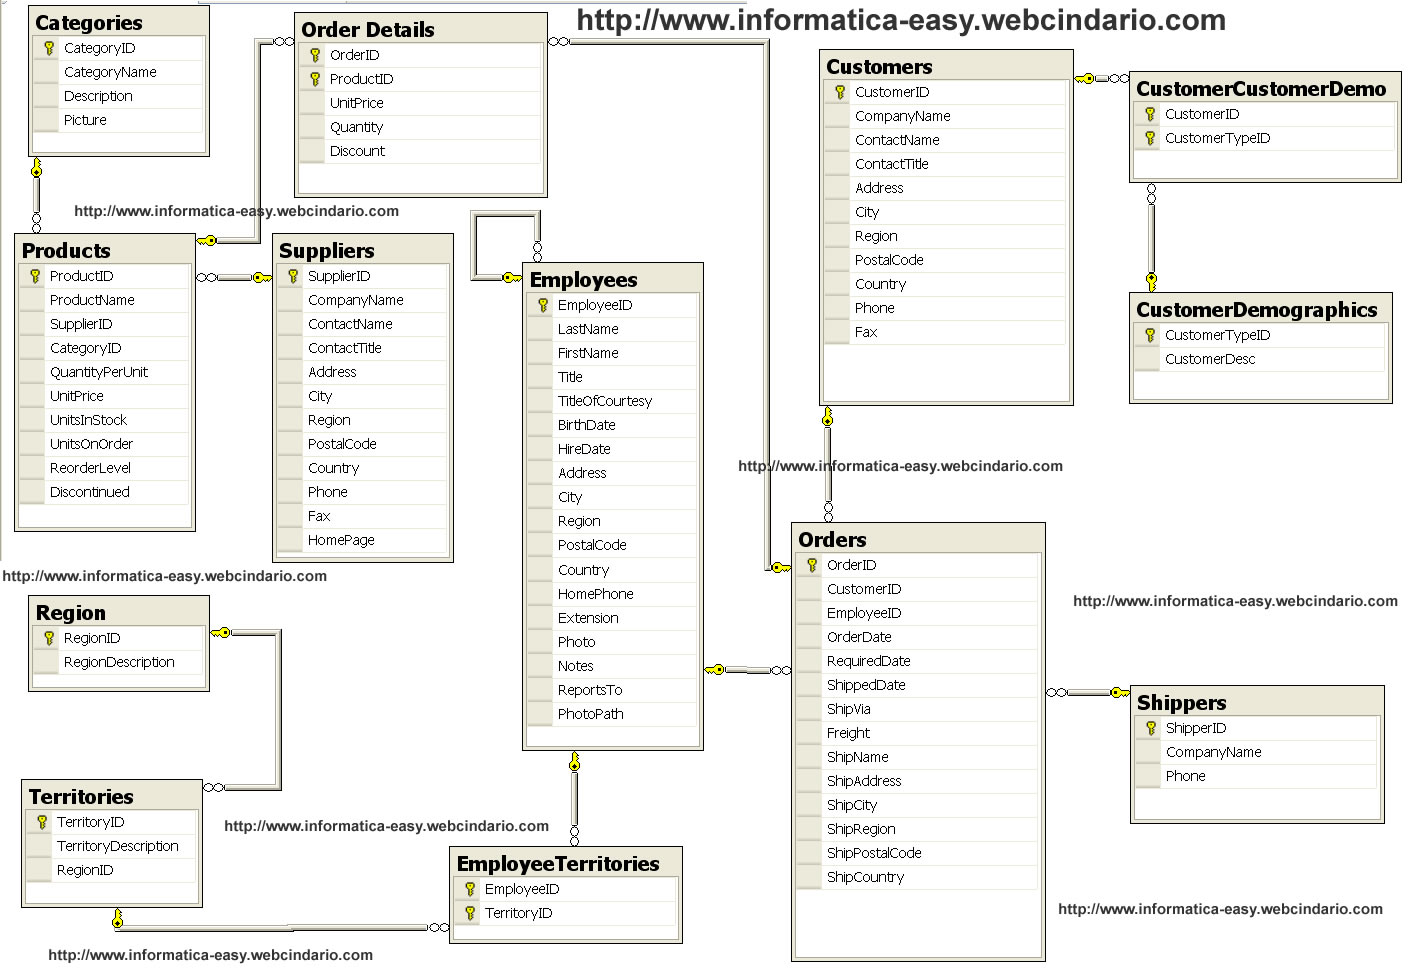 http://www.informatica-easy.webcindario.com
Categories
CategoryID
CategoryName
Description
Picture
Order Details
OrderID
ProductID
UnitPrice
Quantity
Discount
Customers
CustomerID
CompanyName
ContactName
ContactTitle
Address
City
Region
PostalCode
Country
Phone
Fax
CustomerCustomerDemo
CustomerID
CustomerTypeID
http://www.informatica-easy.webcindario.com
Products
ProductID
ProductName
SupplierID
CategoryID
QuantityPerUnit
UnitPrice
UnitsInStock
UnitsOnOrder
ReorderLevel
Discontinued
Suppliers
SupplierID
CompanyName
ContactName
ContactTitle
Address
City
Region
PostalCode
Country
Phone
Fax
HomePage
Employees
EmployeeID
LastName
FirstName
Title
TitleOfCourtesy
BirthDate
HireDate
Address
City
Region
PostalCode
Country
HomePhone
Extension
Photo
Notes
ReportsTo
PhotoPath
CustomerDemographics
CustomerTypeID
CustomerDesc
http://www.informatica-easy.webcindario.com
Orders
OrderID
CustomerID
EmployeeID
OrderDate
RequiredDate
ShippedDate
ShipVia
Freight
ShipName
ShipAddress
ShipCity
ShipRegion
ShipPostalCode
ShipCountry
http://www.informatica-easy.webcindario.com
http://www.informatica-easy.webcindario.com
Region
RegionID
RegionDescription
Shippers
ShipperID
CompanyName
Phone
Territories
TerritoryID
TerritoryDescription
RegionID
http://www.informatica-easy.webcindario.com
EmployeeTerritories
EmployeeID
TerritoryID
http://www.informatica-easy.webcindario.com
http://www.informatica-easy.webcindario.com